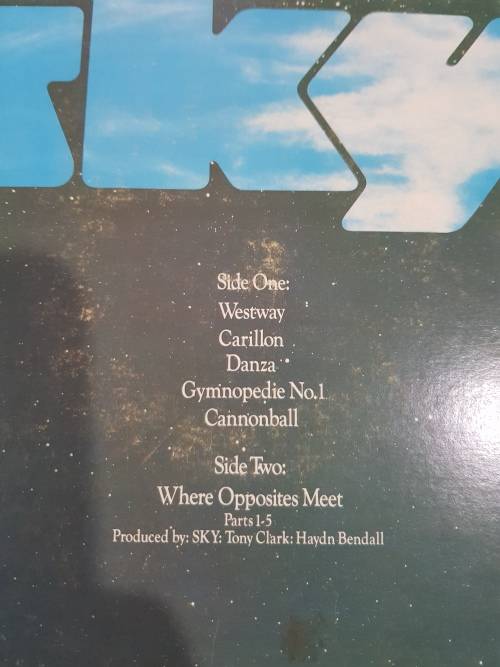 sky
Side One:
Westway
Carillon
Danza
Gymnopedie No.1
Cannonball
Side Two:
Where Opposites Meet
Parts 1-5
Produced by: SKY: Tony Clark: Haydn Bendall